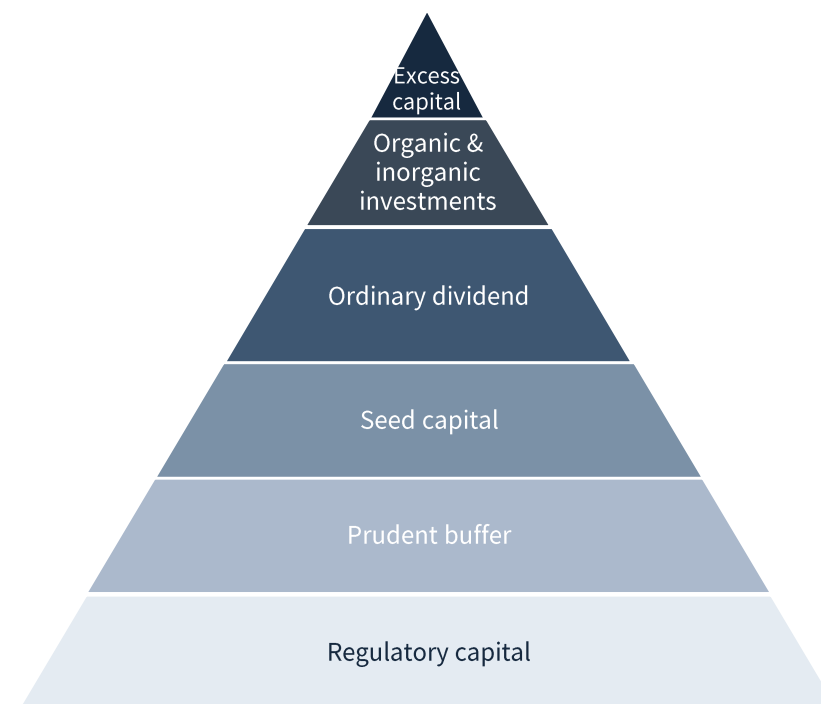 Excess
capital
Organic &
inorganic
investments
Ordinary dividend
Seed capital
Prudent buffer
Regulatory capital